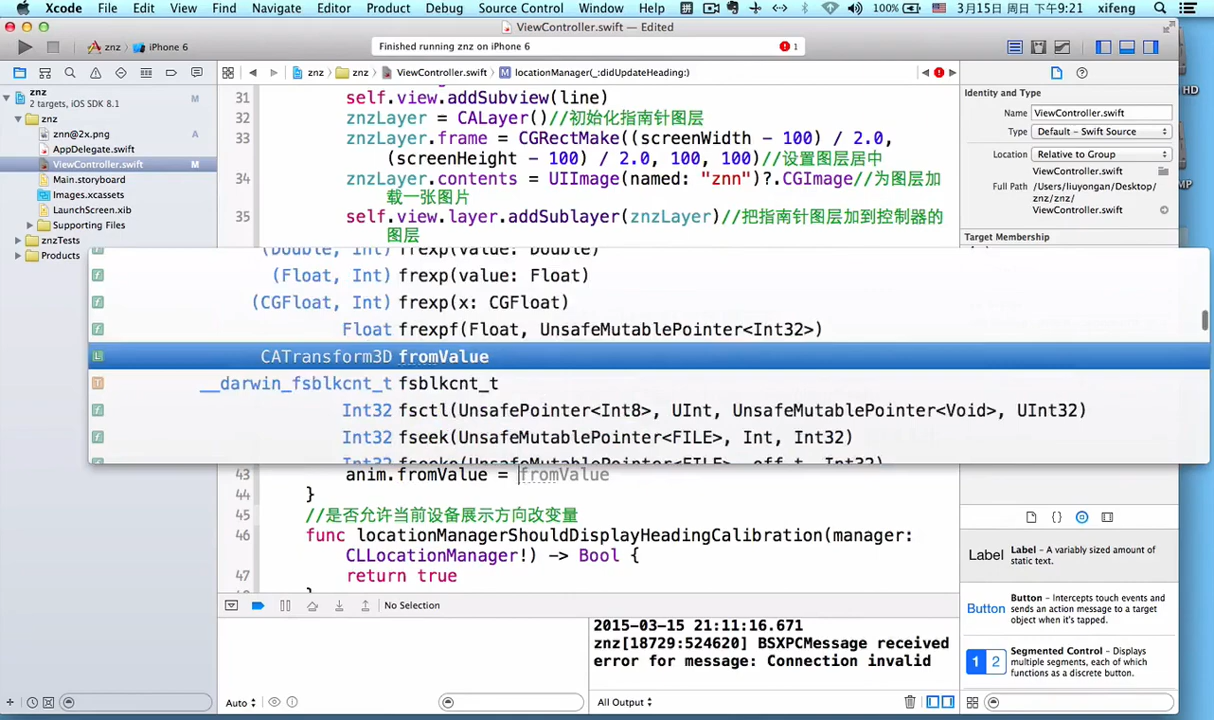 Xcode File Edit View Find Navigate Editor Product Debug Source Control Window Help 100% 3月15日 周日 下午9:21 xifeng
ViewController.swift — Edited
znz iPhone 6
Finished running znz on iPhone 6
1
znz znz ViewController.swift locationManager(_:didUpdateHeading:)
znz
2 targets, iOS SDK 8.1
M
znz
znn@2x.png A
AppDelegate.swift
ViewController.swift M
Main.storyboard
Images.xcassets
LaunchScreen.xib
Supporting Files
znzTests
Products
31 self.view.addSubview(line)
32 znzLayer = CALayer()//初始化指南针图层
33 znzLayer.frame = CGRectMake((screenWidth - 100) / 2.0,
(screenHeight - 100) / 2.0, 100, 100)//设置图层居中
34 znzLayer.contents = UIImage(named: "znn")?.CGImage//为图层加
载一张图片
35 self.view.layer.addSublayer(znzLayer)//把指南针图层加到控制器的
图层
(Double, Int) frexp(value: Double)
(Float, Int) frexp(value: Float)
(CGFloat, Int) frexp(x: CGFloat)
Float frexpf(Float, UnsafeMutablePointer<Int32>)
L CATransform3D fromValue
T __darwin_fsblkcnt_t fsblkcnt_t
Int32 fsctl(UnsafePointer<Int8>, UInt, UnsafeMutablePointer<Void>, UInt32)
Int32 fseek(UnsafeMutablePointer<FILE>, Int, Int32)
Int32 fseeko(UnsafeMutablePointer<FILE>, off_t, Int32)
43 anim.fromValue = fromValue
44 }
45 //是否允许当前设备展示方向改变量
46 func locationManagerShouldDisplayHeadingCalibration(manager:
CLLocationManager!) -> Bool {
47 return true
No Selection
2015-03-15 21:11:16.671
znz[18729:524620] BSXPCMessage received
error for message: Connection invalid
Auto
All Output
Identity and Type
Name ViewController.swift
Type Default - Swift Source
Location Relative to Group
ViewController.swift
Full Path /Users/liuyongan/Desktop/
znz/znz/
ViewController.swift
Target Membership
Label Label – A variably sized amount of
static text.
Button Button – Intercepts touch events and
sends an action message to a target
object when it's tapped.
1 2 Segmented Control – Displays
multiple segments, each of which
functions as a discrete button.
HD